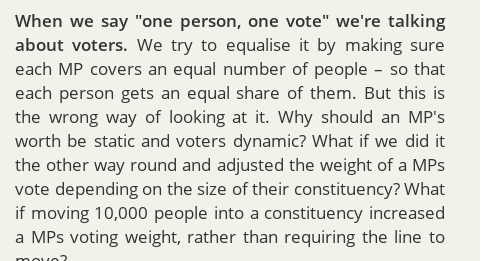 When we say "one person, one vote" we're talking
about voters. We try to equalise it by making sure
each MP covers an equal number of people – so that
each person gets an equal share of them. But this is
the wrong way of looking at it. Why should an MP's
worth be static and voters dynamic? What if we did it
the other way round and adjusted the weight of a MPs
vote depending on the size of their constituency? What
if moving 10,000 people into a constituency increased
a MPs voting weight, rather than requiring the line to
move?